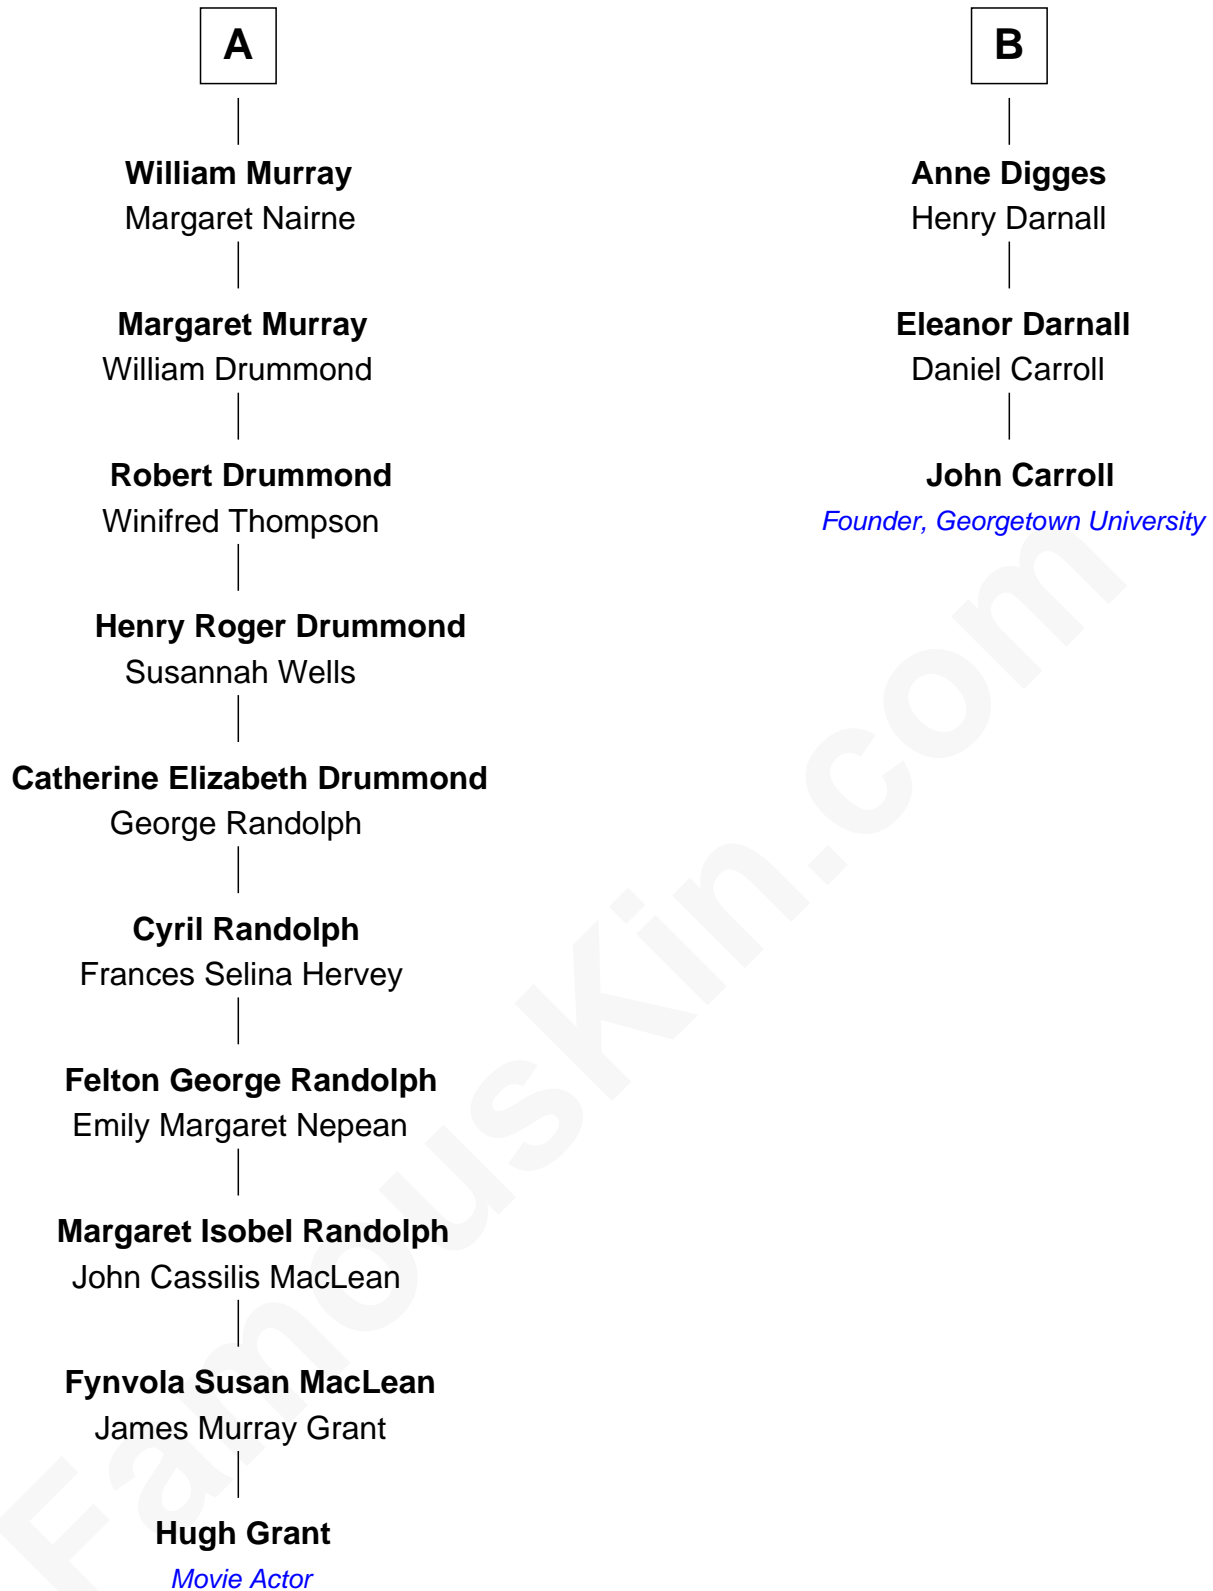 A
William Murray
Margaret Nairne
Margaret Murray
William Drummond
Robert Drummond
Winifred Thompson
Henry Roger Drummond
Susannah Wells
Catherine Elizabeth Drummond
George Randolph
Cyril Randolph
Frances Selina Hervey
Felton George Randolph
Emily Margaret Nepean
Margaret Isobel Randolph
John Cassilis MacLean
Fynvola Susan MacLean
James Murray Grant
Hugh Grant
Movie Actor
B
Anne Digges
Henry Darnall
Eleanor Darnall
Daniel Carroll
John Carroll
Founder, Georgetown University
FamousKin.com